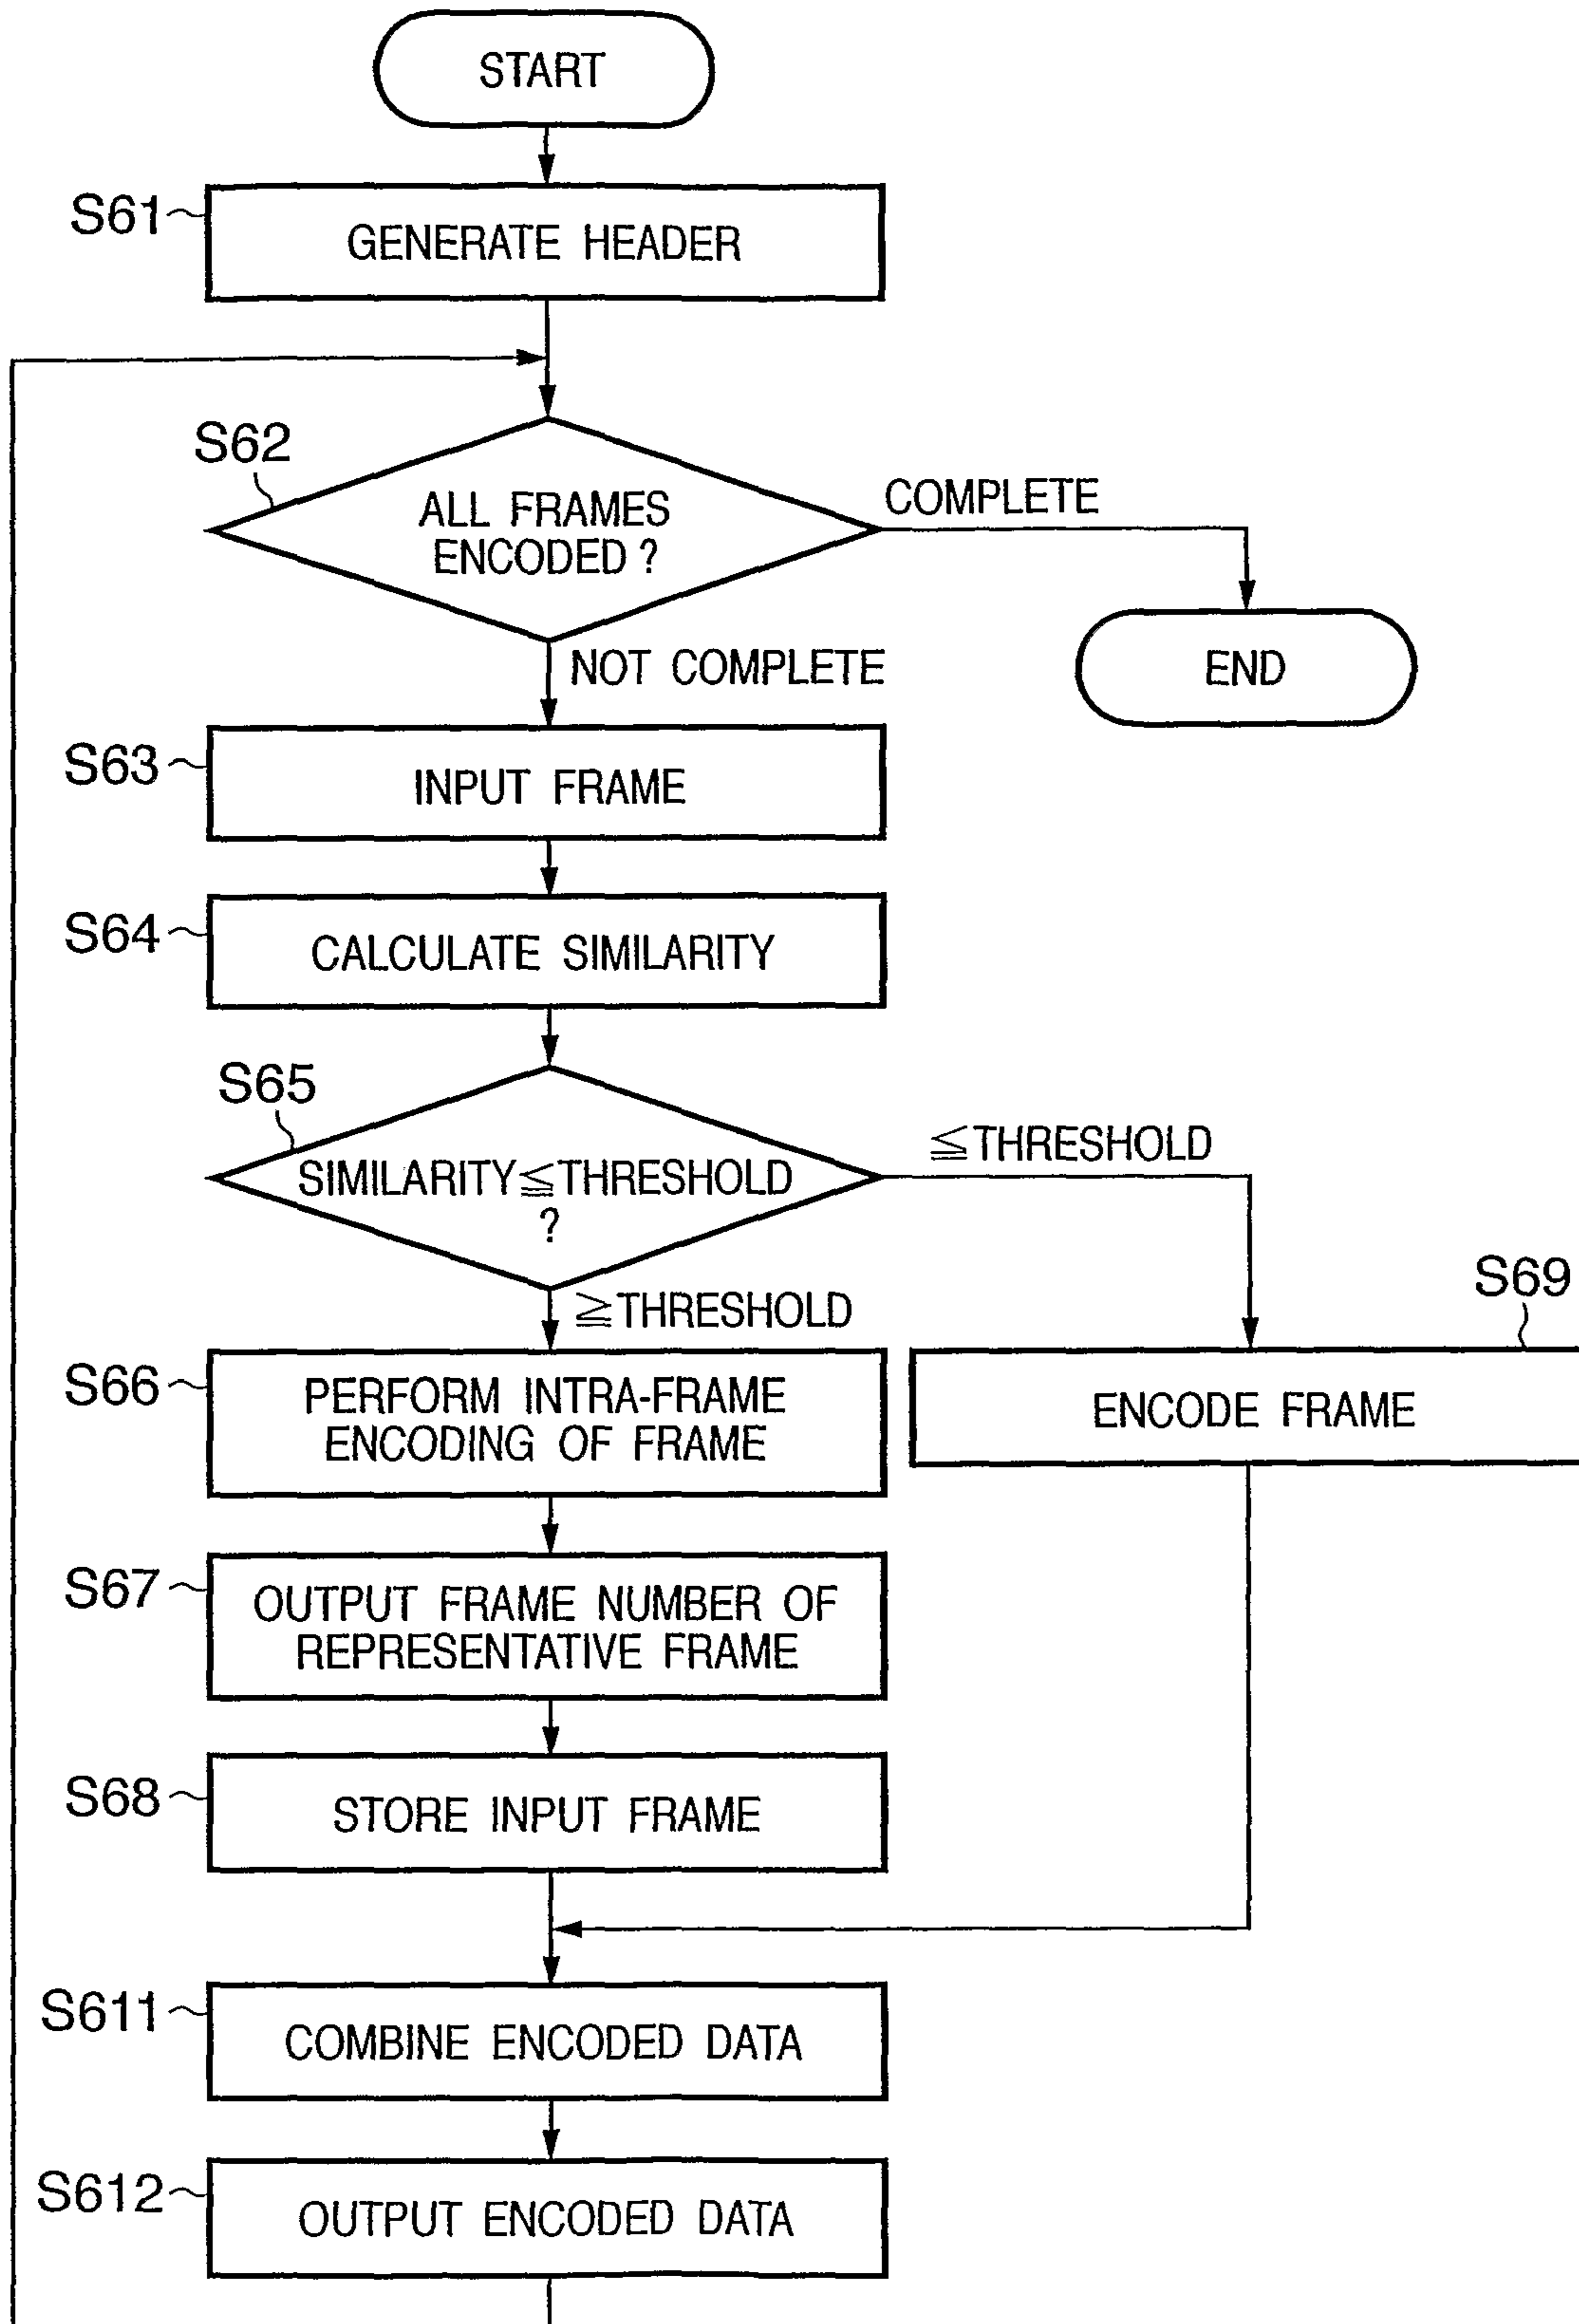 START
S61
GENERATE HEADER
S62
ALL FRAMES
ENCODED ?
COMPLETE
END
NOT COMPLETE
S63
INPUT FRAME
S64
CALCULATE SIMILARITY
S65
SIMILARITY≦THRESHOLD
?
≦THRESHOLD
≧THRESHOLD
S66
PERFORM INTRA-FRAME
ENCODING OF FRAME
S69
ENCODE FRAME
S67
OUTPUT FRAME NUMBER OF
REPRESENTATIVE FRAME
S68
STORE INPUT FRAME
S611
COMBINE ENCODED DATA
S612
OUTPUT ENCODED DATA